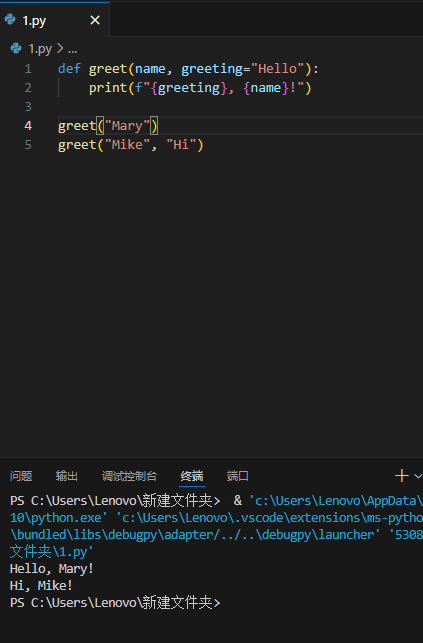 1.py
1.py > ...
1 def greet(name, greeting="Hello"):
2     print(f"{greeting}, {name}!")
3
4 greet("Mary")
5 greet("Mike", "Hi")
问题 输出 调试控制台 终端 端口
PS C:\Users\Lenovo\新建文件夹>  & 'c:\Users\Lenovo\AppData\
10\python.exe' 'c:\Users\Lenovo\.vscode\extensions\ms-pytho
\bundled\libs\debugpy\adapter/../..\debugpy\launcher' '5308
文件夹\1.py'
Hello, Mary!
Hi, Mike!
PS C:\Users\Lenovo\新建文件夹>